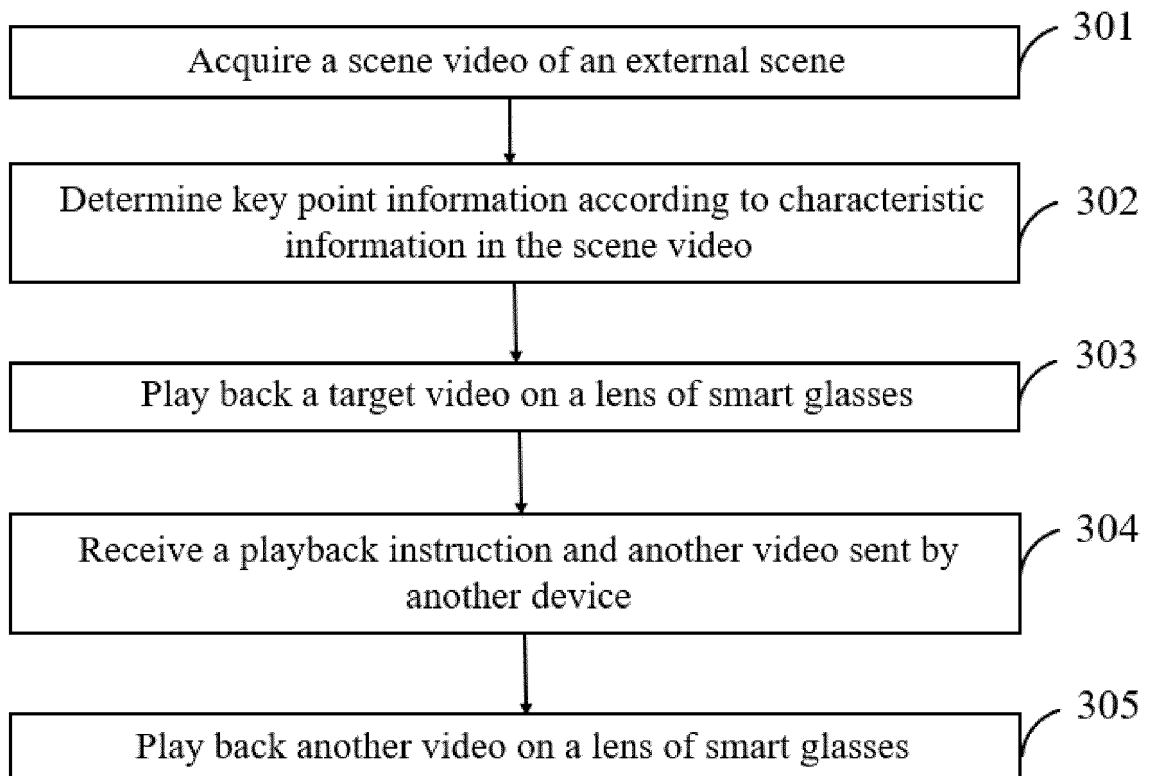 301
Acquire a scene video of an external scene
302
Determine key point information according to characteristic
information in the scene video
303
Play back a target video on a lens of smart glasses
304
Receive a playback instruction and another video sent by
another device
305
Play back another video on a lens of smart glasses